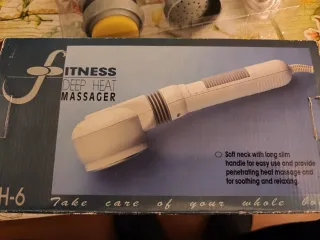 FITNESS
DEEP HEAT
MASSAGER
Soft neck with long slim
handle for easy use and provide
penetrating heat massage and
for soothing and relaxing.
H-6
Take care of your whole bo